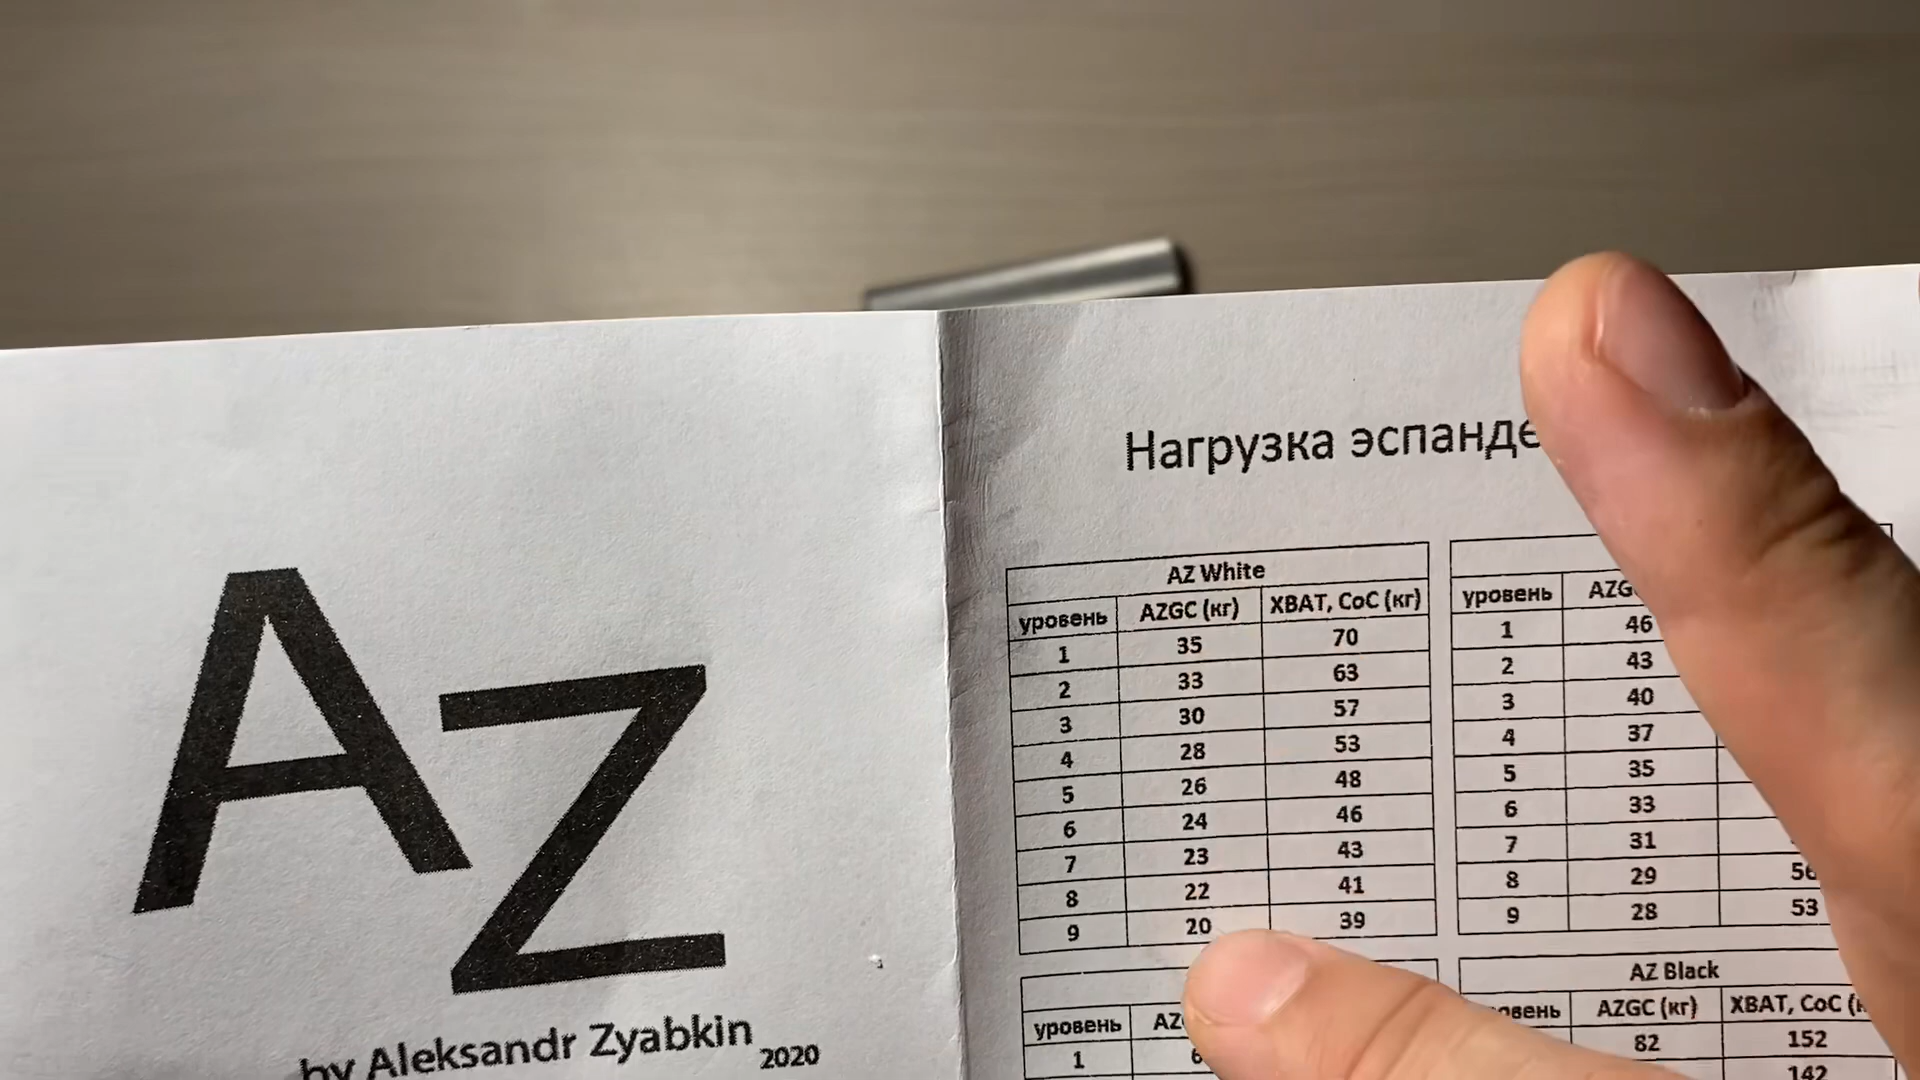 AZ
by Aleksandr Zyabkin 2020
Нагрузка эспанде
AZ White
уровень AZGC (кг) ХВАТ, CoC (кг)
1 35 70
2 33 63
3 30 57
4 28 53
5 26 48
6 24 46
7 23 43
8 22 41
9 20 39
уровень
1 46
2 43
3 40
4 37
5 35
6 33
7 31
8 29
9 28 53
уровень
1
AZ Black
AZGC (кг) ХВАТ, CoC
82 152
142